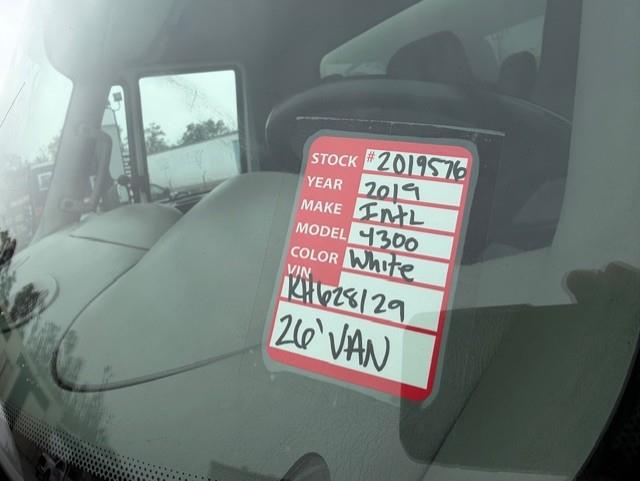 STOCK # 2019576
YEAR 2019
MAKE Intl
MODEL 4300
COLOR White
VIN
KH628129
26' VAN